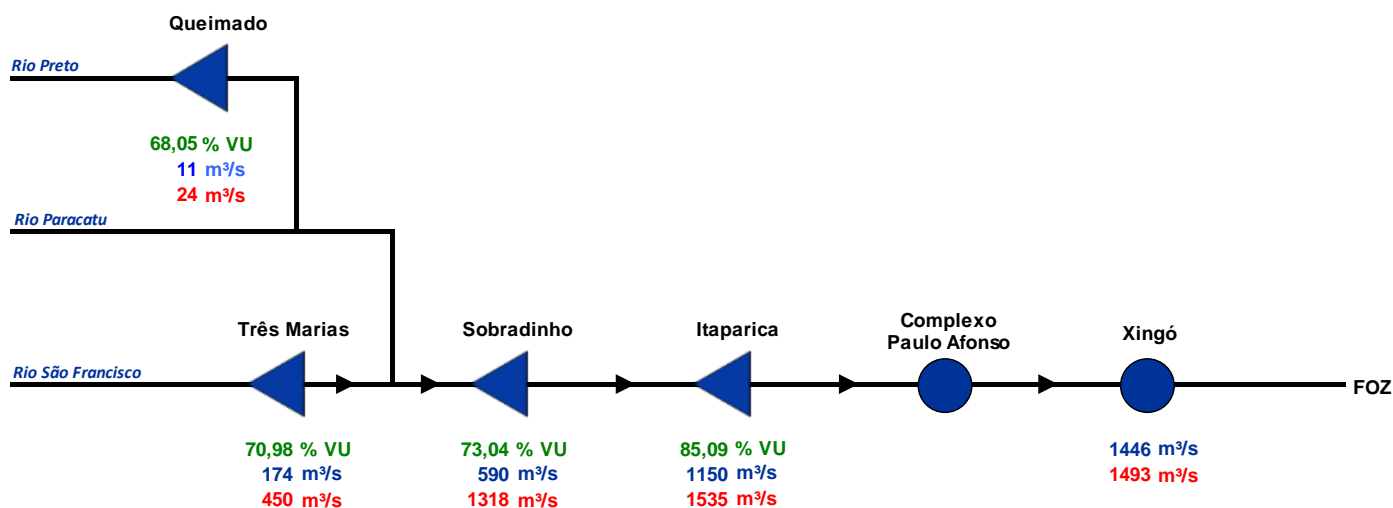 Queimado
Rio Preto
68,05 % VU
11 m³/s
24 m³/s
Rio Paracatu
Três Marias
Sobradinho
Itaparica
Complexo
Paulo Afonso
Xingó
Rio São Francisco
FOZ
70,98 % VU
174 m³/s
450 m³/s
73,04 % VU
590 m³/s
1318 m³/s
85,09 % VU
1150 m³/s
1535 m³/s
1446 m³/s
1493 m³/s